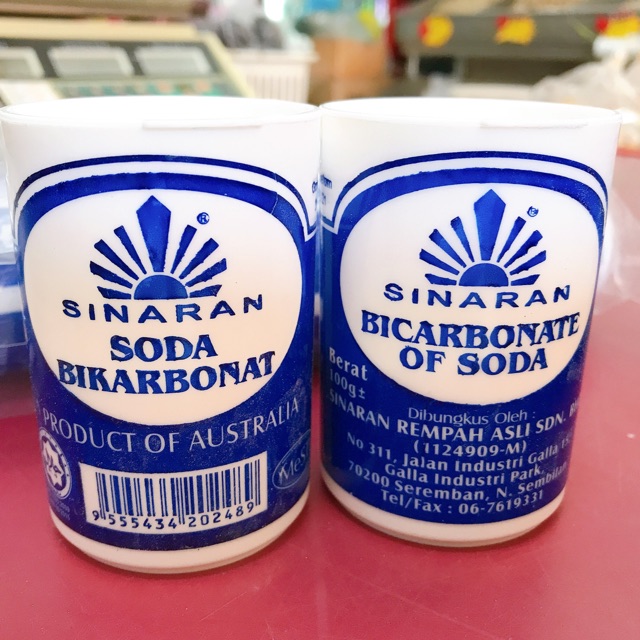 ®
SINARAN
SODA
BIKARBONAT
PRODUCT OF AUSTRALIA
9 555434 202489
®
SINARAN
BICARBONATE
OF SODA
Berat
100g±
Dibungkus Oleh :
SINARAN REMPAH ASLI SDN.
(1124909-M)
No 311, Jalan Industri Galla
Galla Industri Park,
70200 Seremban, N. Sembilan
Tel/Fax : 06-7619331